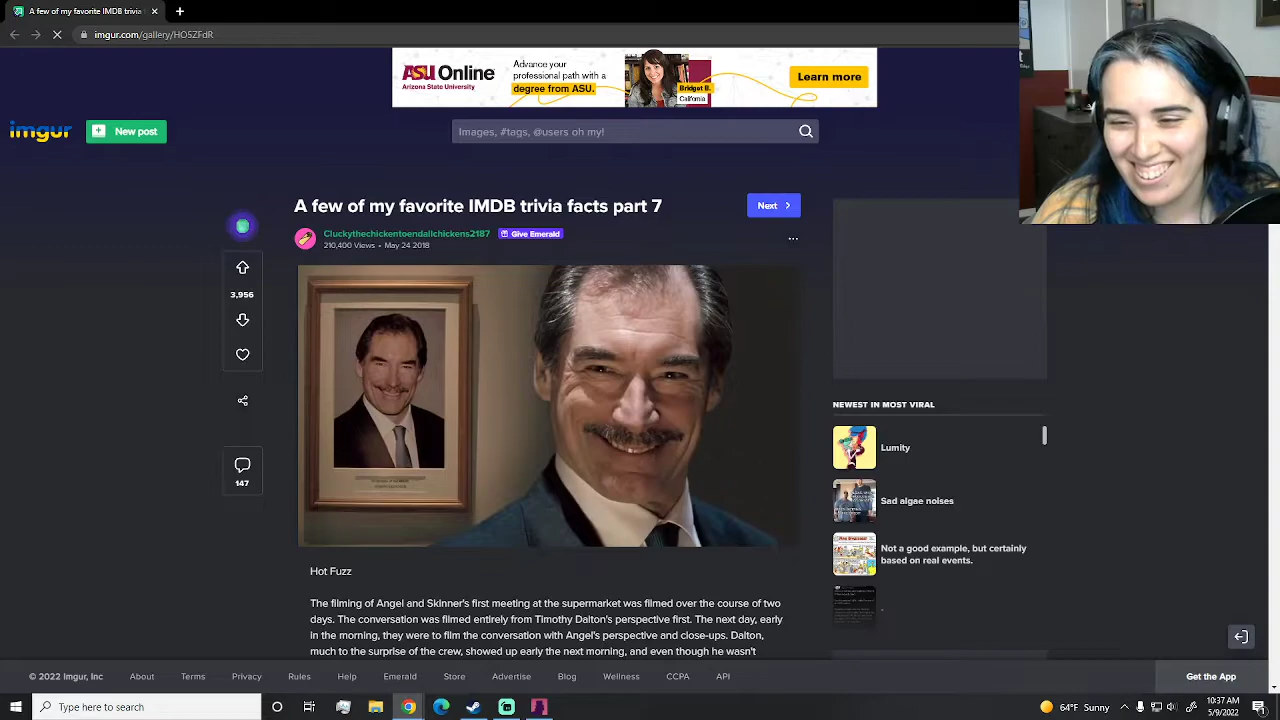 A few of my favorite IMDB trivia
imgur.com/gallery/HOSZFdR
ASU Online
Arizona State University
Advance your
professional path with a
degree from ASU.
Bridget B.
California
Learn more
imgur
New post
Images, #tags, @users oh my!
A few of my favorite IMDB trivia facts part 7
Next
Cluckythechickentondallchickens2187
Give Emerald
210,400 Views • May 24 2018
3,956
147
NEWEST IN MOST VIRAL
Lumity
Sad algae noises
Not a good example, but certainly
based on real events.
.
Hot Fuzz
The filming of Angel and Skinner's first meeting at the supermarket was filmed over the course of two
days. The conversation was filmed entirely from Timothy Dalton's perspective first. The next day, early
in the morning, they were to film the conversation with Angel's perspective and close-ups. Dalton,
much to the surprise of the crew, showed up early the next morning, and even though he wasn't
© 2022 Imgur, Inc
About
Terms
Privacy
Rules
Help
Emerald
Store
Advertise
Blog
Wellness
CCPA
API
Get the App
Type here to search
64°F Sunny
10:37 AM
5/9/2022